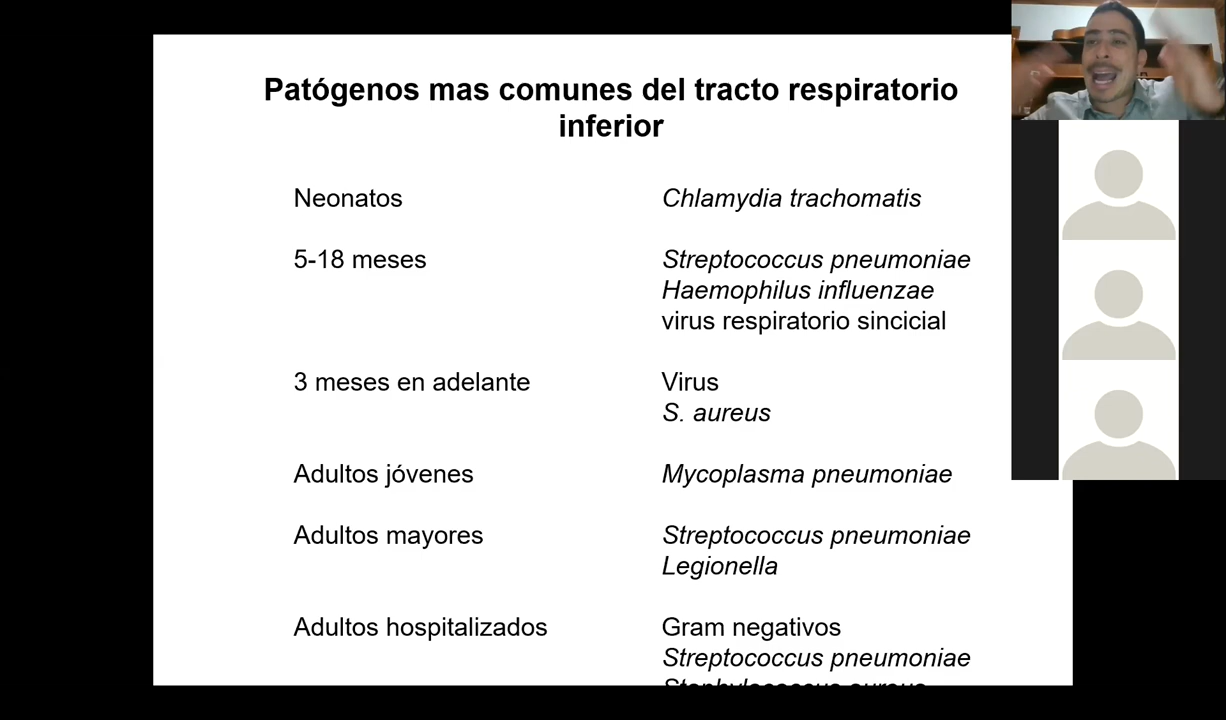 Patógenos mas comunes del tracto respiratorio
inferior
Neonatos Chlamydia trachomatis
5-18 meses Streptococcus pneumoniae
Haemophilus influenzae
virus respiratorio sincicial
3 meses en adelante Virus
S. aureus
Adultos jóvenes Mycoplasma pneumoniae
Adultos mayores Streptococcus pneumoniae
Legionella
Adultos hospitalizados Gram negativos
Streptococcus pneumoniae
Staphylococcus aureus